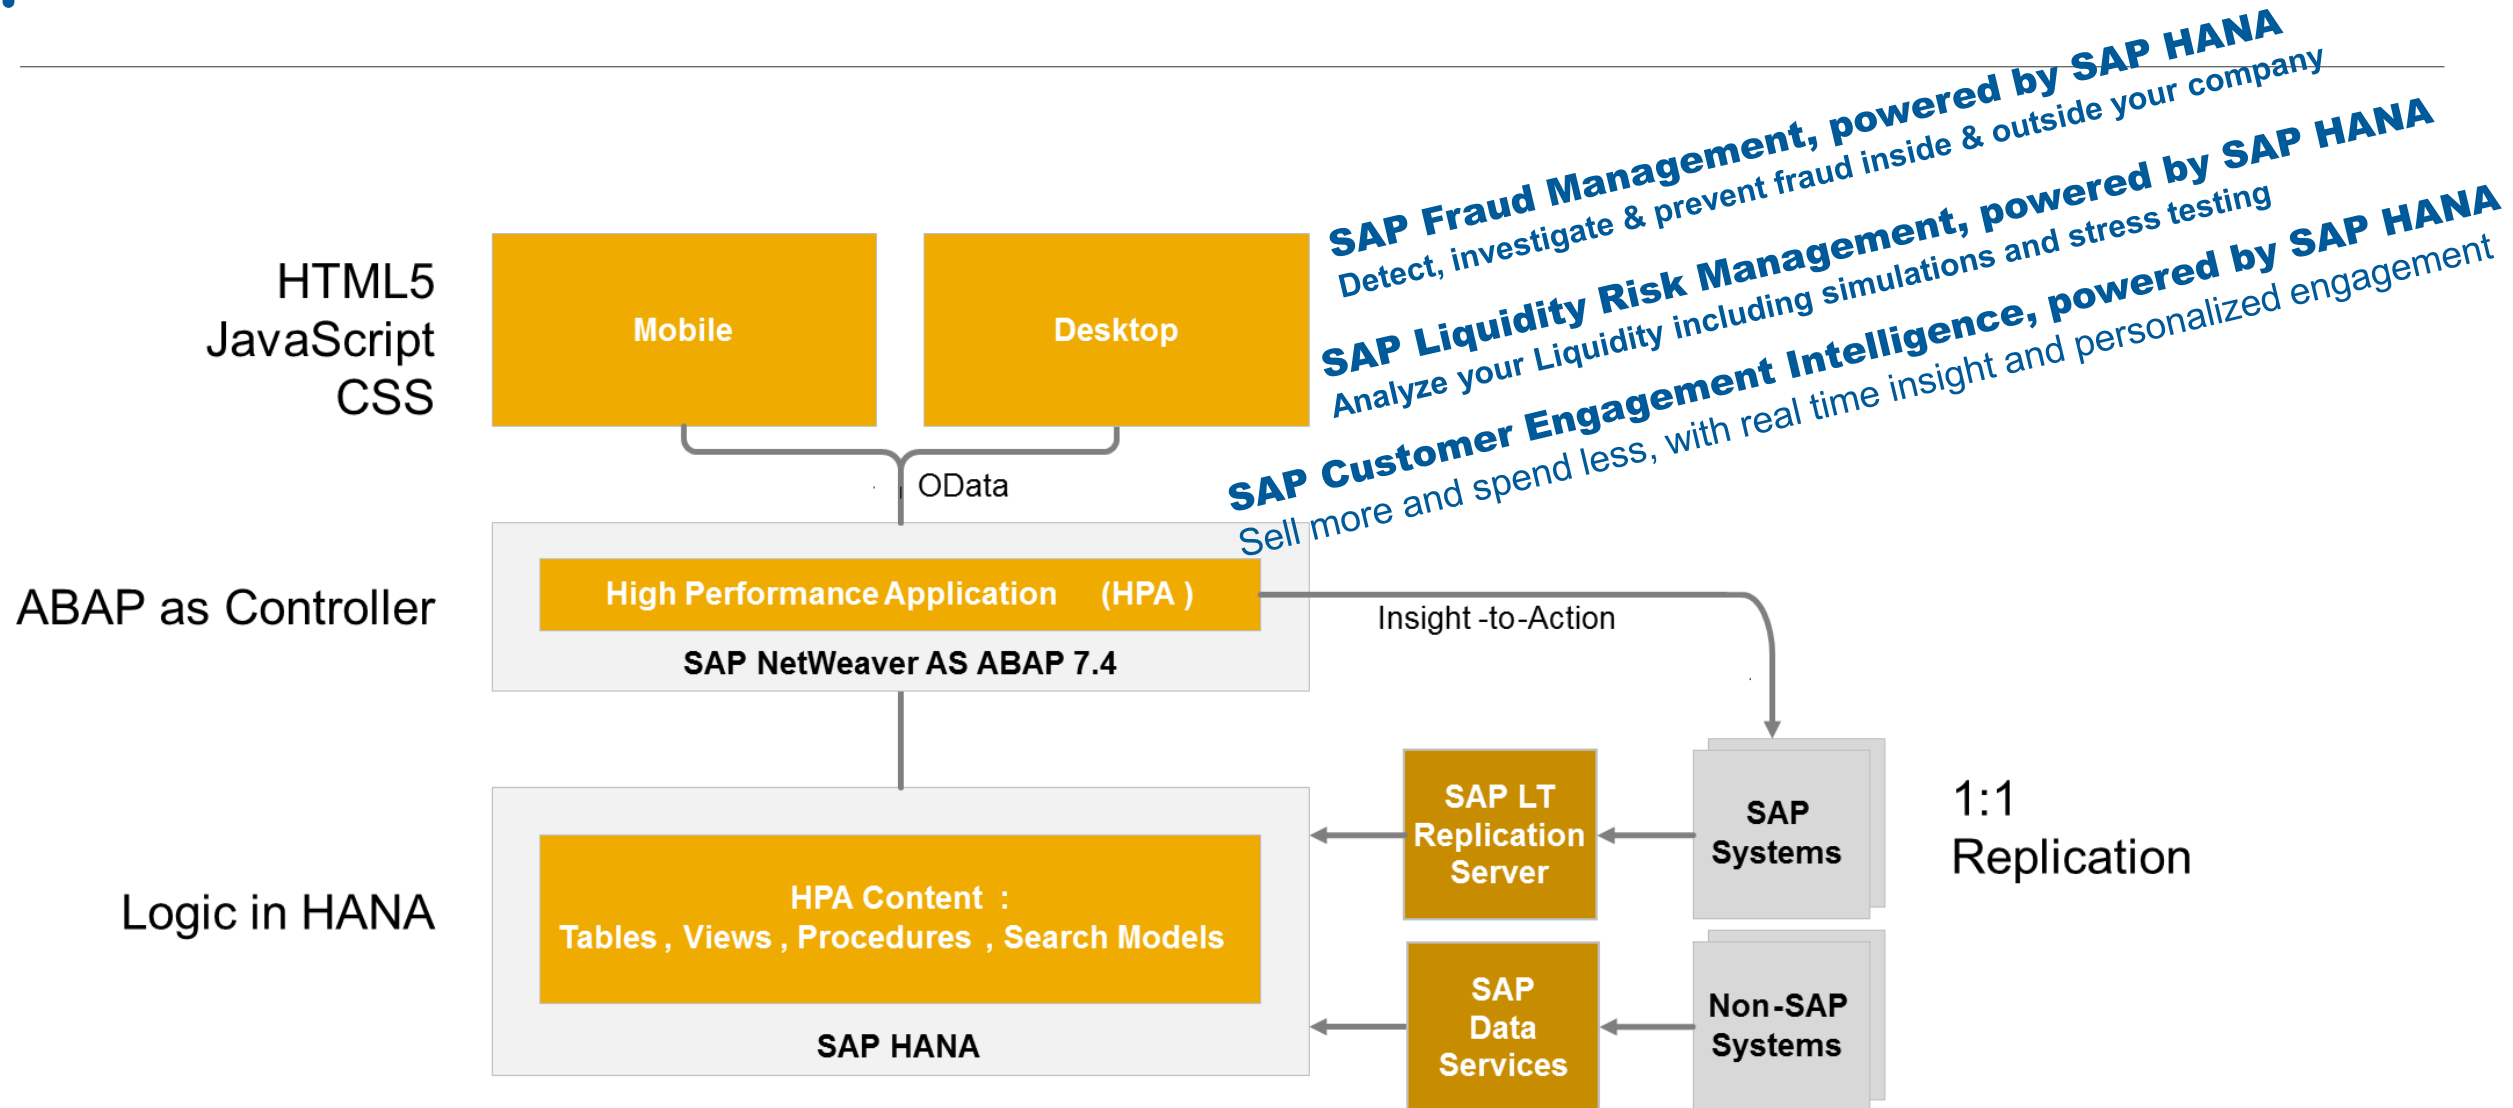 SAP Fraud Management, powered by SAP HANA
Detect, investigate & prevent fraud inside & outside your company
SAP Liquidity Risk Management, powered by SAP HANA
Analyze your Liquidity including simulations and stress testing
SAP Customer Engagement Intelligence, powered by SAP HANA
Sell more and spend less, with real time insight and personalized engagement
HTML5
JavaScript
CSS
Mobile
Desktop
OData
ABAP as Controller
High Performance Application (HPA )
SAP NetWeaver AS ABAP 7.4
Insight -to-Action
Logic in HANA
HPA Content :
Tables , Views , Procedures , Search Models
SAP HANA
SAP LT
Replication
Server
SAP
Systems
1:1
Replication
SAP
Data
Services
Non-SAP
Systems